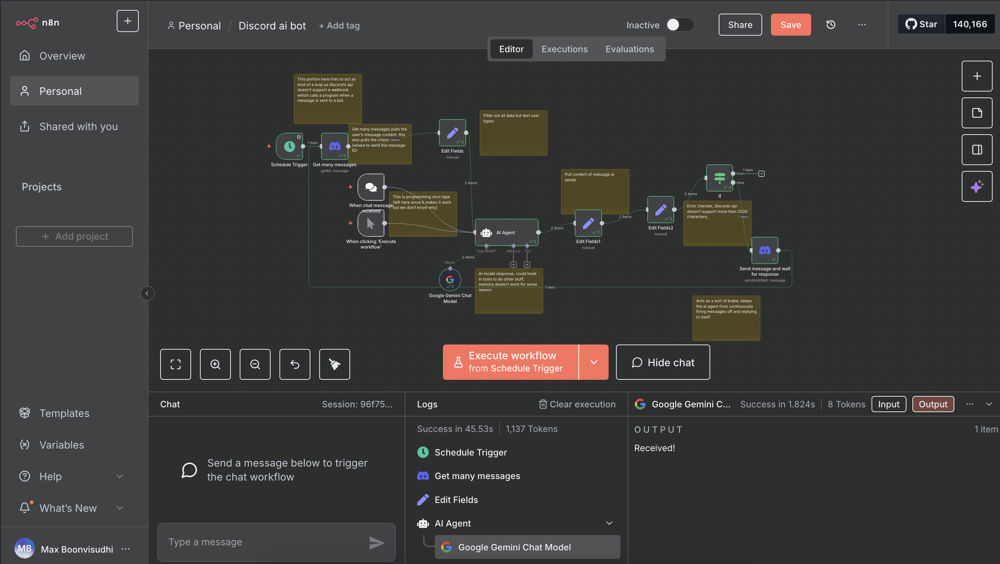 n8n
Overview
Personal
Shared with you
Projects
+ Add project
Templates
Variables
Help
What's New
MB Max Boonvisudhi
Personal / Discord ai bot + Add tag
Inactive
Share
Save
Star 140,166
Editor Executions Evaluations
This portion here tries to act as
kind of a loop as discord's api
doesn't support a webhook
which calls a program when a
message is sent to a bot.
Get many messages pulls the
user's message content, this
also pulls the chann
2 items
(where to send the message
ID)
Filter out all data but text user
types
1 item
Schedule Trigger
2
Get many messages
getAll: message
2
Edit Fields
manual
2 items
When chat message
received
This is programming duct tape
(left here since it makes it work
but we don't know why)
When clicking 'Execute
workflow'
AI Agent
2
Chat Model*
Memory
Tool
2 items
Model
2
Google Gemini Chat
Model
AI model response, could hook
in tools to do other stuff,
memory doesn't work for some
reason.
1 item
Pull content of message ai
sends
2 items
2
Edit Fields1
manual
2 items
2
Edit Fields2
manual
2 items
true
1 item
false
2
If
Error checker, discords api
doesn't support more than 2000
characters,
1 item
Send message and wait
for response
sendAndWait: message
Acts as a sort of brake, keeps
the ai agent from continuously
firing messages off and replying
to itself
Execute workflow
from Schedule Trigger
Hide chat
Chat
Session: 96f75...
Send a message below to trigger
the chat workflow
Type a message
Logs
Clear execution
Success in 45.53s | 1,137 Tokens
Schedule Trigger
Get many messages
Edit Fields
AI Agent
Google Gemini Chat Model
Google Gemini C... Success in 1.824s | 8 Tokens
Input
Output
OUTPUT
1 item
Received!